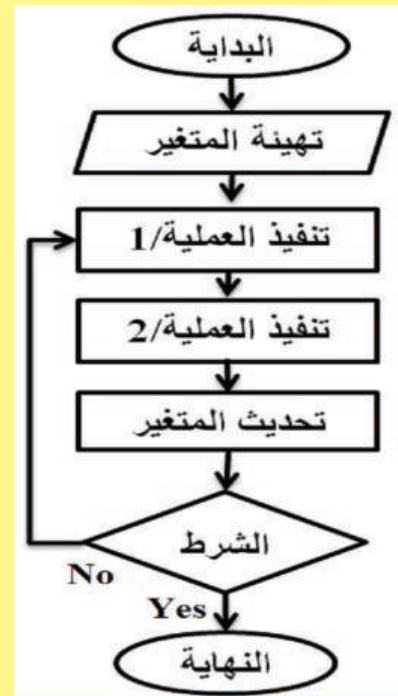 البداية
تهيئة المتغير
تنفيذ العملية/1
تنفيذ العملية/2
تحديث المتغير
الشرط
No
Yes
النهاية